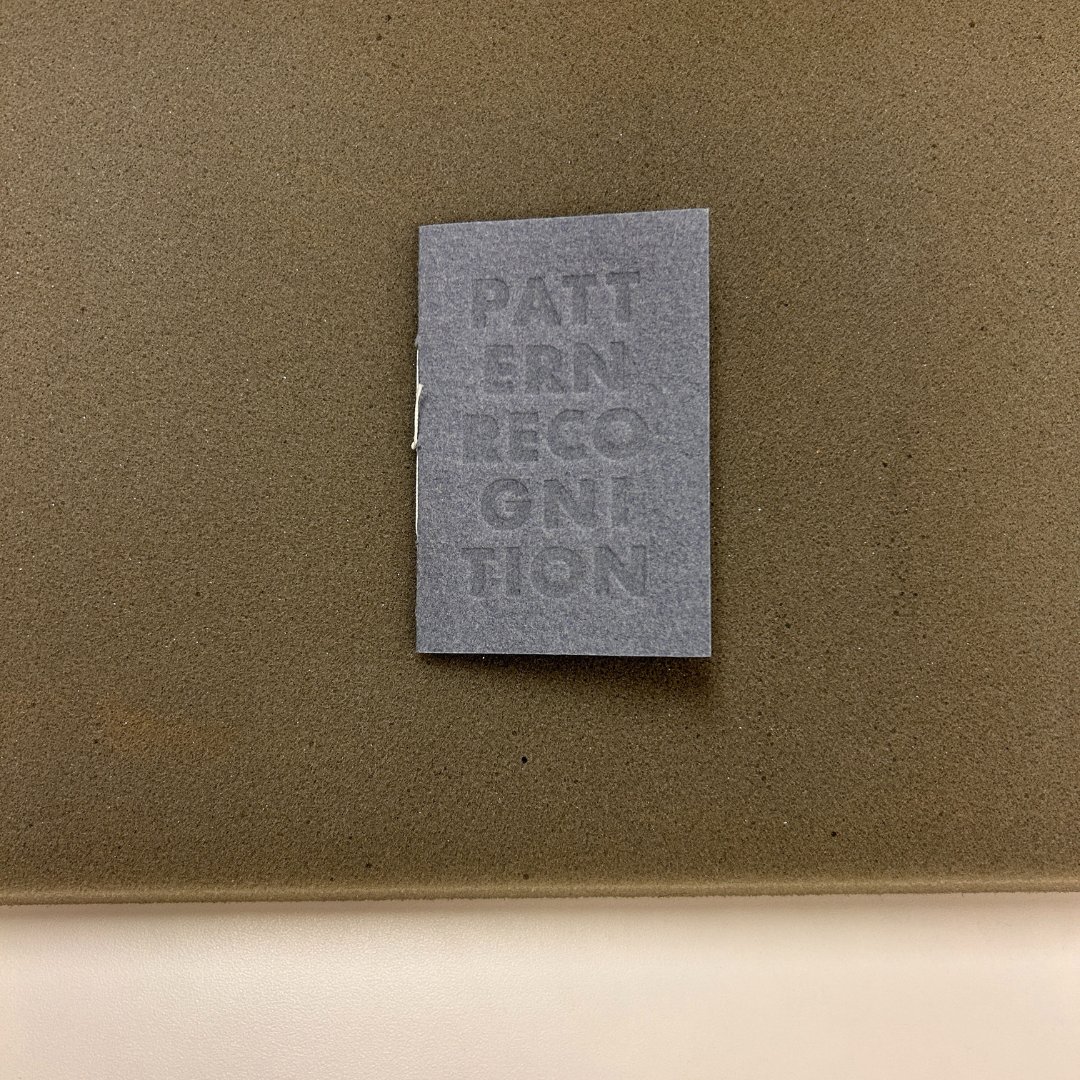 PATT
ERN
RECO
GNI
TION